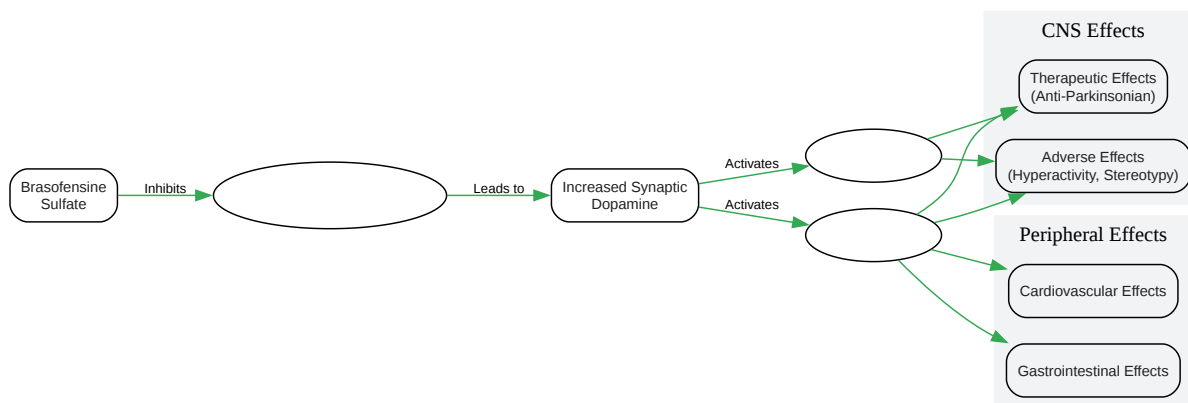 Brasofensine
Sulfate
Inhibits
Leads to
Increased Synaptic
Dopamine
Activates
Activates
CNS Effects
Therapeutic Effects
(Anti-Parkinsonian)
Adverse Effects
(Hyperactivity, Stereotypy)
Peripheral Effects
Cardiovascular Effects
Gastrointestinal Effects